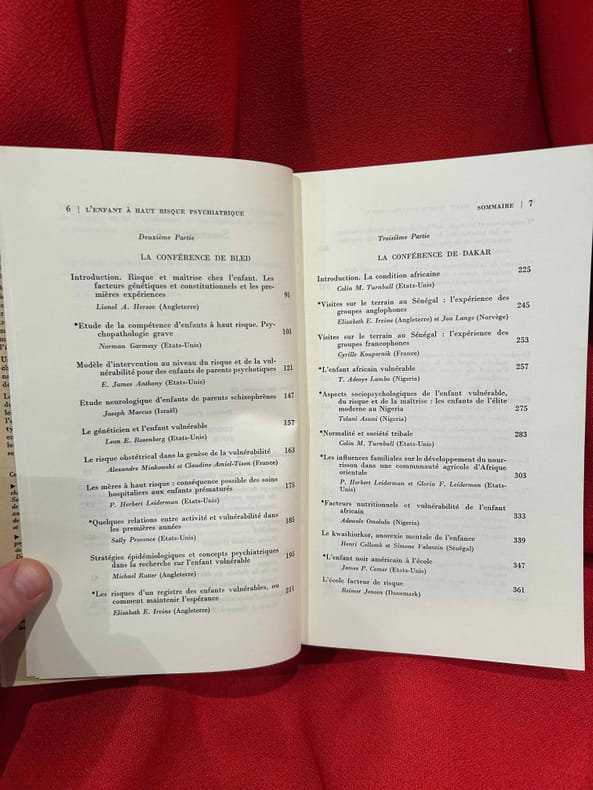 6 | L'ENFANT À HAUT RISQUE PSYCHIATRIQUE
Deuxième Partie
LA CONFÉRENCE DE BLED
Introduction. Risque et maîtrise chez l'enfant. Les
facteurs génétiques et constitutionnels et les pre-
mières expériences 91
Lionel A. Hersov (Angleterre)
*Etude de la compétence d'enfants à haut risque. Psy-
chopathologie grave 103
Norman Garmezy (Etats-Unis)
Modèle d'intervention au niveau du risque et de la vul-
nérabilité pour des enfants de parents psychotiques 121
E. James Anthony (Etats-Unis)
Etude neurologique d'enfants de parents schizophrènes 147
Joseph Marcus (Israël)
Le généticien et l'enfant vulnérable 157
Leon E. Rosenberg (Etats-Unis)
Le risque obstétrical dans la genèse de la vulnérabilité 163
Alexandre Minkowski et Claudine Amiel-Tison (France)
Les mères à haut risque : conséquence possible des soins
hospitaliers aux enfants prématurés 175
P. Herbert Leiderman (Etats-Unis)
*Quelques relations entre activité et vulnérabilité dans
les premières années 185
Sally Provence (Etats-Unis)
Stratégies épidémiologiques et concepts psychiatriques
dans la recherche sur l'enfant vulnérable 195
Michael Rutter (Angleterre)
*Les risques d'un registre des enfants vulnérables, ou
comment maintenir l'espérance 211
Elisabeth E. Irvine (Angleterre)
SOMMAIRE | 7
Troisième Partie
LA CONFÉRENCE DE DAKAR
Introduction. La condition africaine 225
Colin M. Turnbull (Etats-Unis)
*Visites sur le terrain au Sénégal : l'expérience des
groupes anglophones 245
Elizabeth E. Irvine (Angleterre) et Jon Lange (Norvège)
Visites sur le terrain au Sénégal : l'expérience des
groupes francophones 253
Cyrille Koupernik (France)
*L'enfant africain vulnérable 257
T. Adeoye Lambo (Nigeria)
*Aspects sociopsychologiques de l'enfant vulnérable,
du risque et de la maîtrise : les enfants de l'élite
moderne au Nigeria 275
Tolani Asuni (Nigeria)
*Normalité et société tribale 283
Colin M. Turnbull (Etats-Unis)
*Les influences familiales sur le développement du nour-
risson dans une communauté agricole d'Afrique
orientale 303
P. Herbert Leiderman et Gloria F. Leiderman (Etats-
Unis)
*Facteurs nutritionnels et vulnérabilité de l'enfant
africain 333
Adewale Omolulu (Nigeria)
Le kwashiorkor, anorexie mentale de l'enfance 339
Henri Collomb et Simone Valantin (Sénégal)
*L'enfant noir américain à l'école 347
James P. Comer (Etats-Unis)
L'école facteur de risque 361
Reimer Jensen (Danemark)